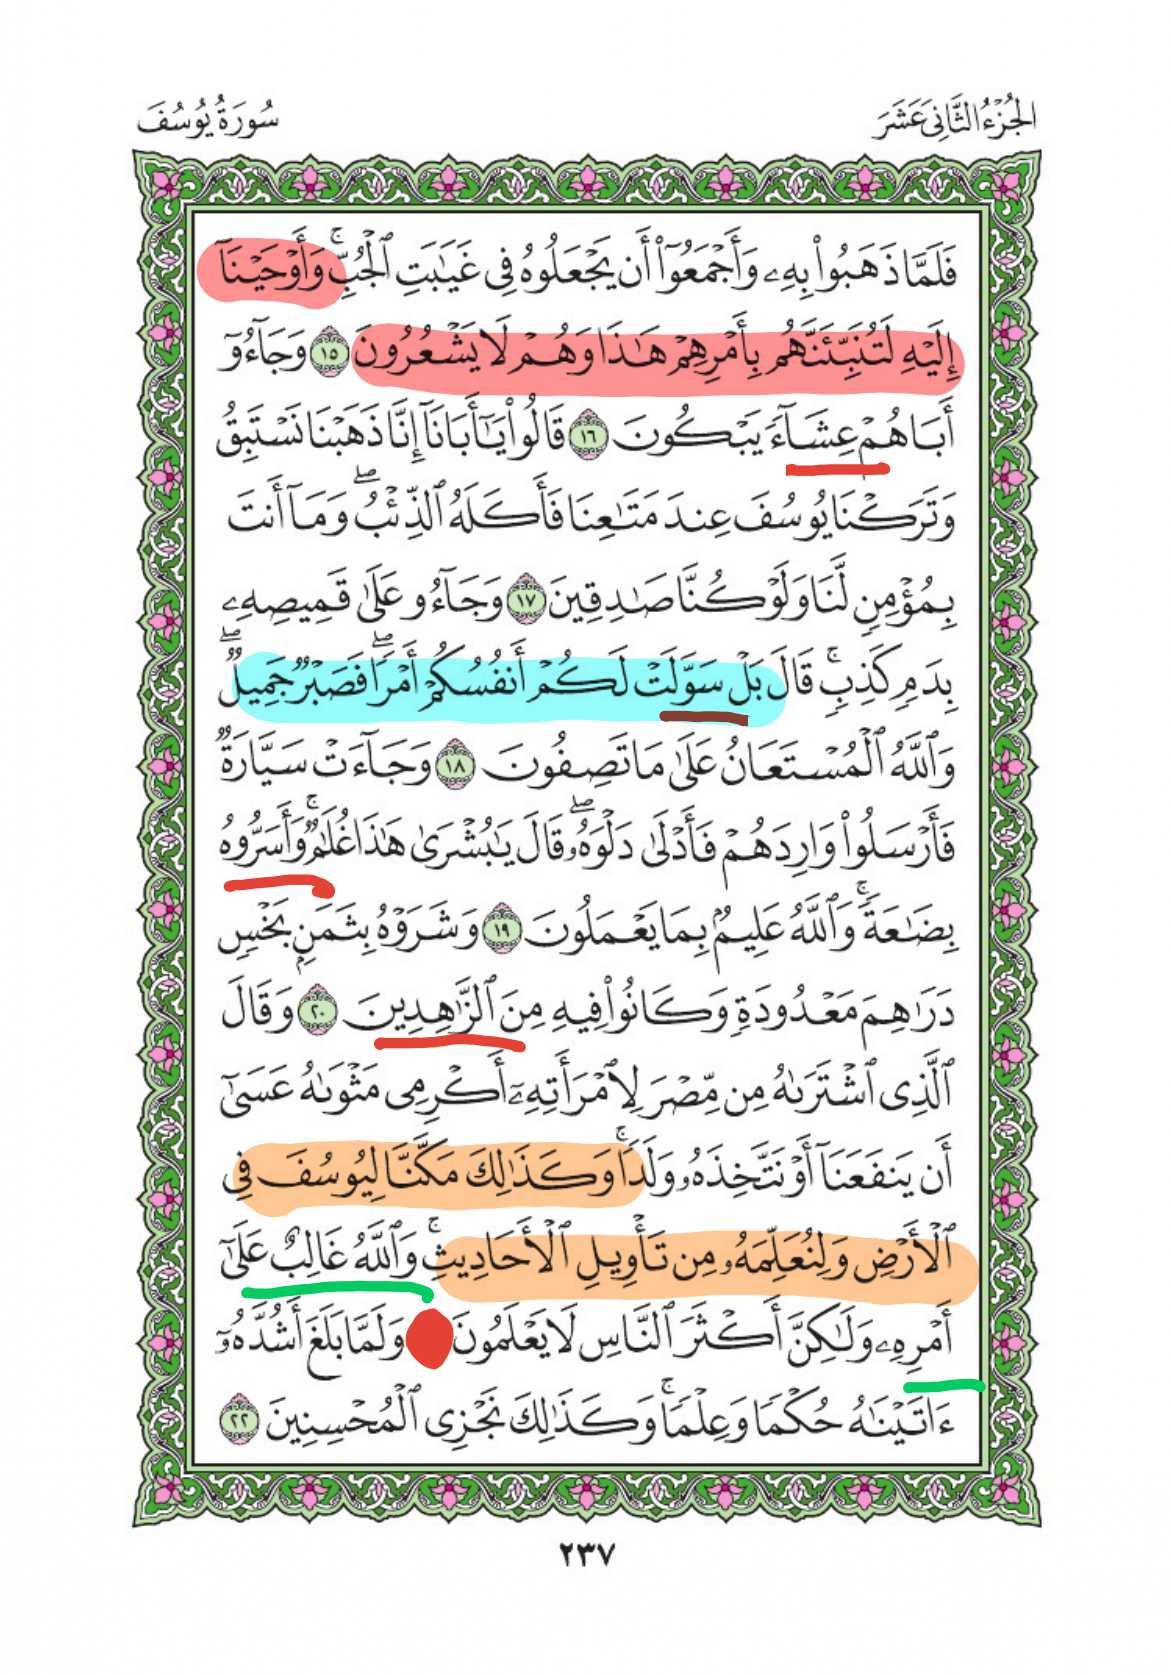 الجُزْءُ الثَّانِىَ عَشَرَ
سُورَةُ يُوسُفَ
فَلَمَّا ذَهَبُوا۟ بِهِۦ وَأَجْمَعُوٓا۟ أَن يَجْعَلُوهُ فِى غَيَٰبَتِ ٱلْجُبِّ ۚ وَأَوْحَيْنَآ
إِلَيْهِ لَتُنَبِّئَنَّهُم بِأَمْرِهِمْ هَٰذَا وَهُمْ لَا يَشْعُرُونَ ١٥ وَجَآءُوٓ
أَبَاهُمْ عِشَآءً يَبْكُونَ ١٦ قَالُوا۟ يَٰٓأَبَانَآ إِنَّا ذَهَبْنَا نَسْتَبِقُ
وَتَرَكْنَا يُوسُفَ عِندَ مَتَٰعِنَا فَأَكَلَهُ ٱلذِّئْبُ ۖ وَمَآ أَنتَ
بِمُؤْمِنٍ لَّنَا وَلَوْ كُنَّا صَٰدِقِينَ ١٧ وَجَآءُو عَلَىٰ قَمِيصِهِۦ
بِدَمٍ كَذِبٍ ۚ قَالَ بَلْ سَوَّلَتْ لَكُمْ أَنفُسُكُمْ أَمْرًا ۖ فَصَبْرٌ جَمِيلٌ ۖ
وَٱللَّهُ ٱلْمُسْتَعَانُ عَلَىٰ مَا تَصِفُونَ ١٨ وَجَآءَتْ سَيَّارَةٌ
فَأَرْسَلُوا۟ وَارِدَهُمْ فَأَدْلَىٰ دَلْوَهُۥ ۖ قَالَ يَٰبُشْرَىٰ هَٰذَا غُلَٰمٌ ۚ وَأَسَرُّوهُ
بِضَٰعَةً ۚ وَٱللَّهُ عَلِيمٌۢ بِمَا يَعْمَلُونَ ١٩ وَشَرَوْهُ بِثَمَنٍۭ بَخْسٍ
دَرَٰهِمَ مَعْدُودَةٍ وَكَانُوا۟ فِيهِ مِنَ ٱلزَّٰهِدِينَ ٢٠ وَقَالَ
ٱلَّذِى ٱشْتَرَىٰهُ مِن مِّصْرَ لِٱمْرَأَتِهِۦٓ أَكْرِمِى مَثْوَىٰهُ عَسَىٰٓ
أَن يَنفَعَنَآ أَوْ نَتَّخِذَهُۥ وَلَدًا ۚ وَكَذَٰلِكَ مَكَّنَّا لِيُوسُفَ فِى
ٱلْأَرْضِ وَلِنُعَلِّمَهُۥ مِن تَأْوِيلِ ٱلْأَحَادِيثِ ۚ وَٱللَّهُ غَالِبٌ عَلَىٰٓ
أَمْرِهِۦ وَلَٰكِنَّ أَكْثَرَ ٱلنَّاسِ لَا يَعْلَمُونَ وَلَمَّا بَلَغَ أَشُدَّهُۥٓ
ءَاتَيْنَٰهُ حُكْمًا وَعِلْمًا ۚ وَكَذَٰلِكَ نَجْزِى ٱلْمُحْسِنِينَ ٢٢
٢٣٧